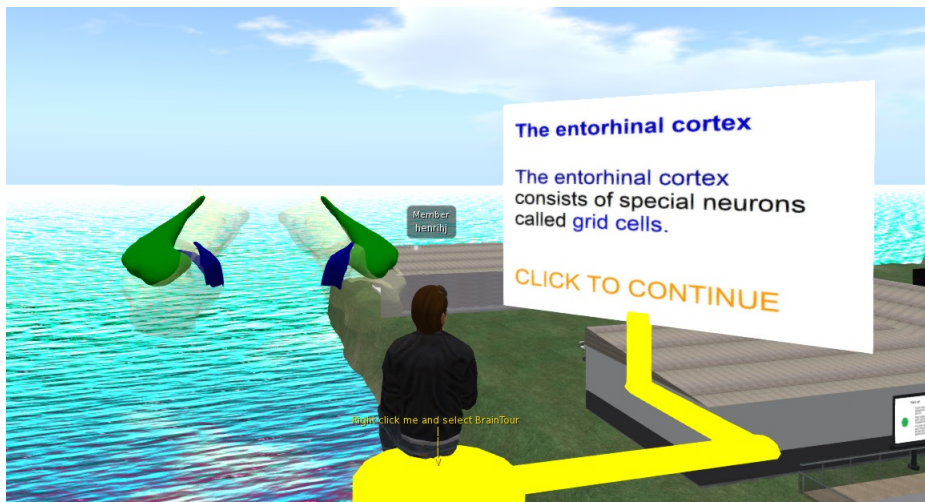 Member
henrihj
The entorhinal cortex
The entorhinal cortex
consists of special neurons
called grid cells.
CLICK TO CONTINUE
Right click me and select BrainTour
V